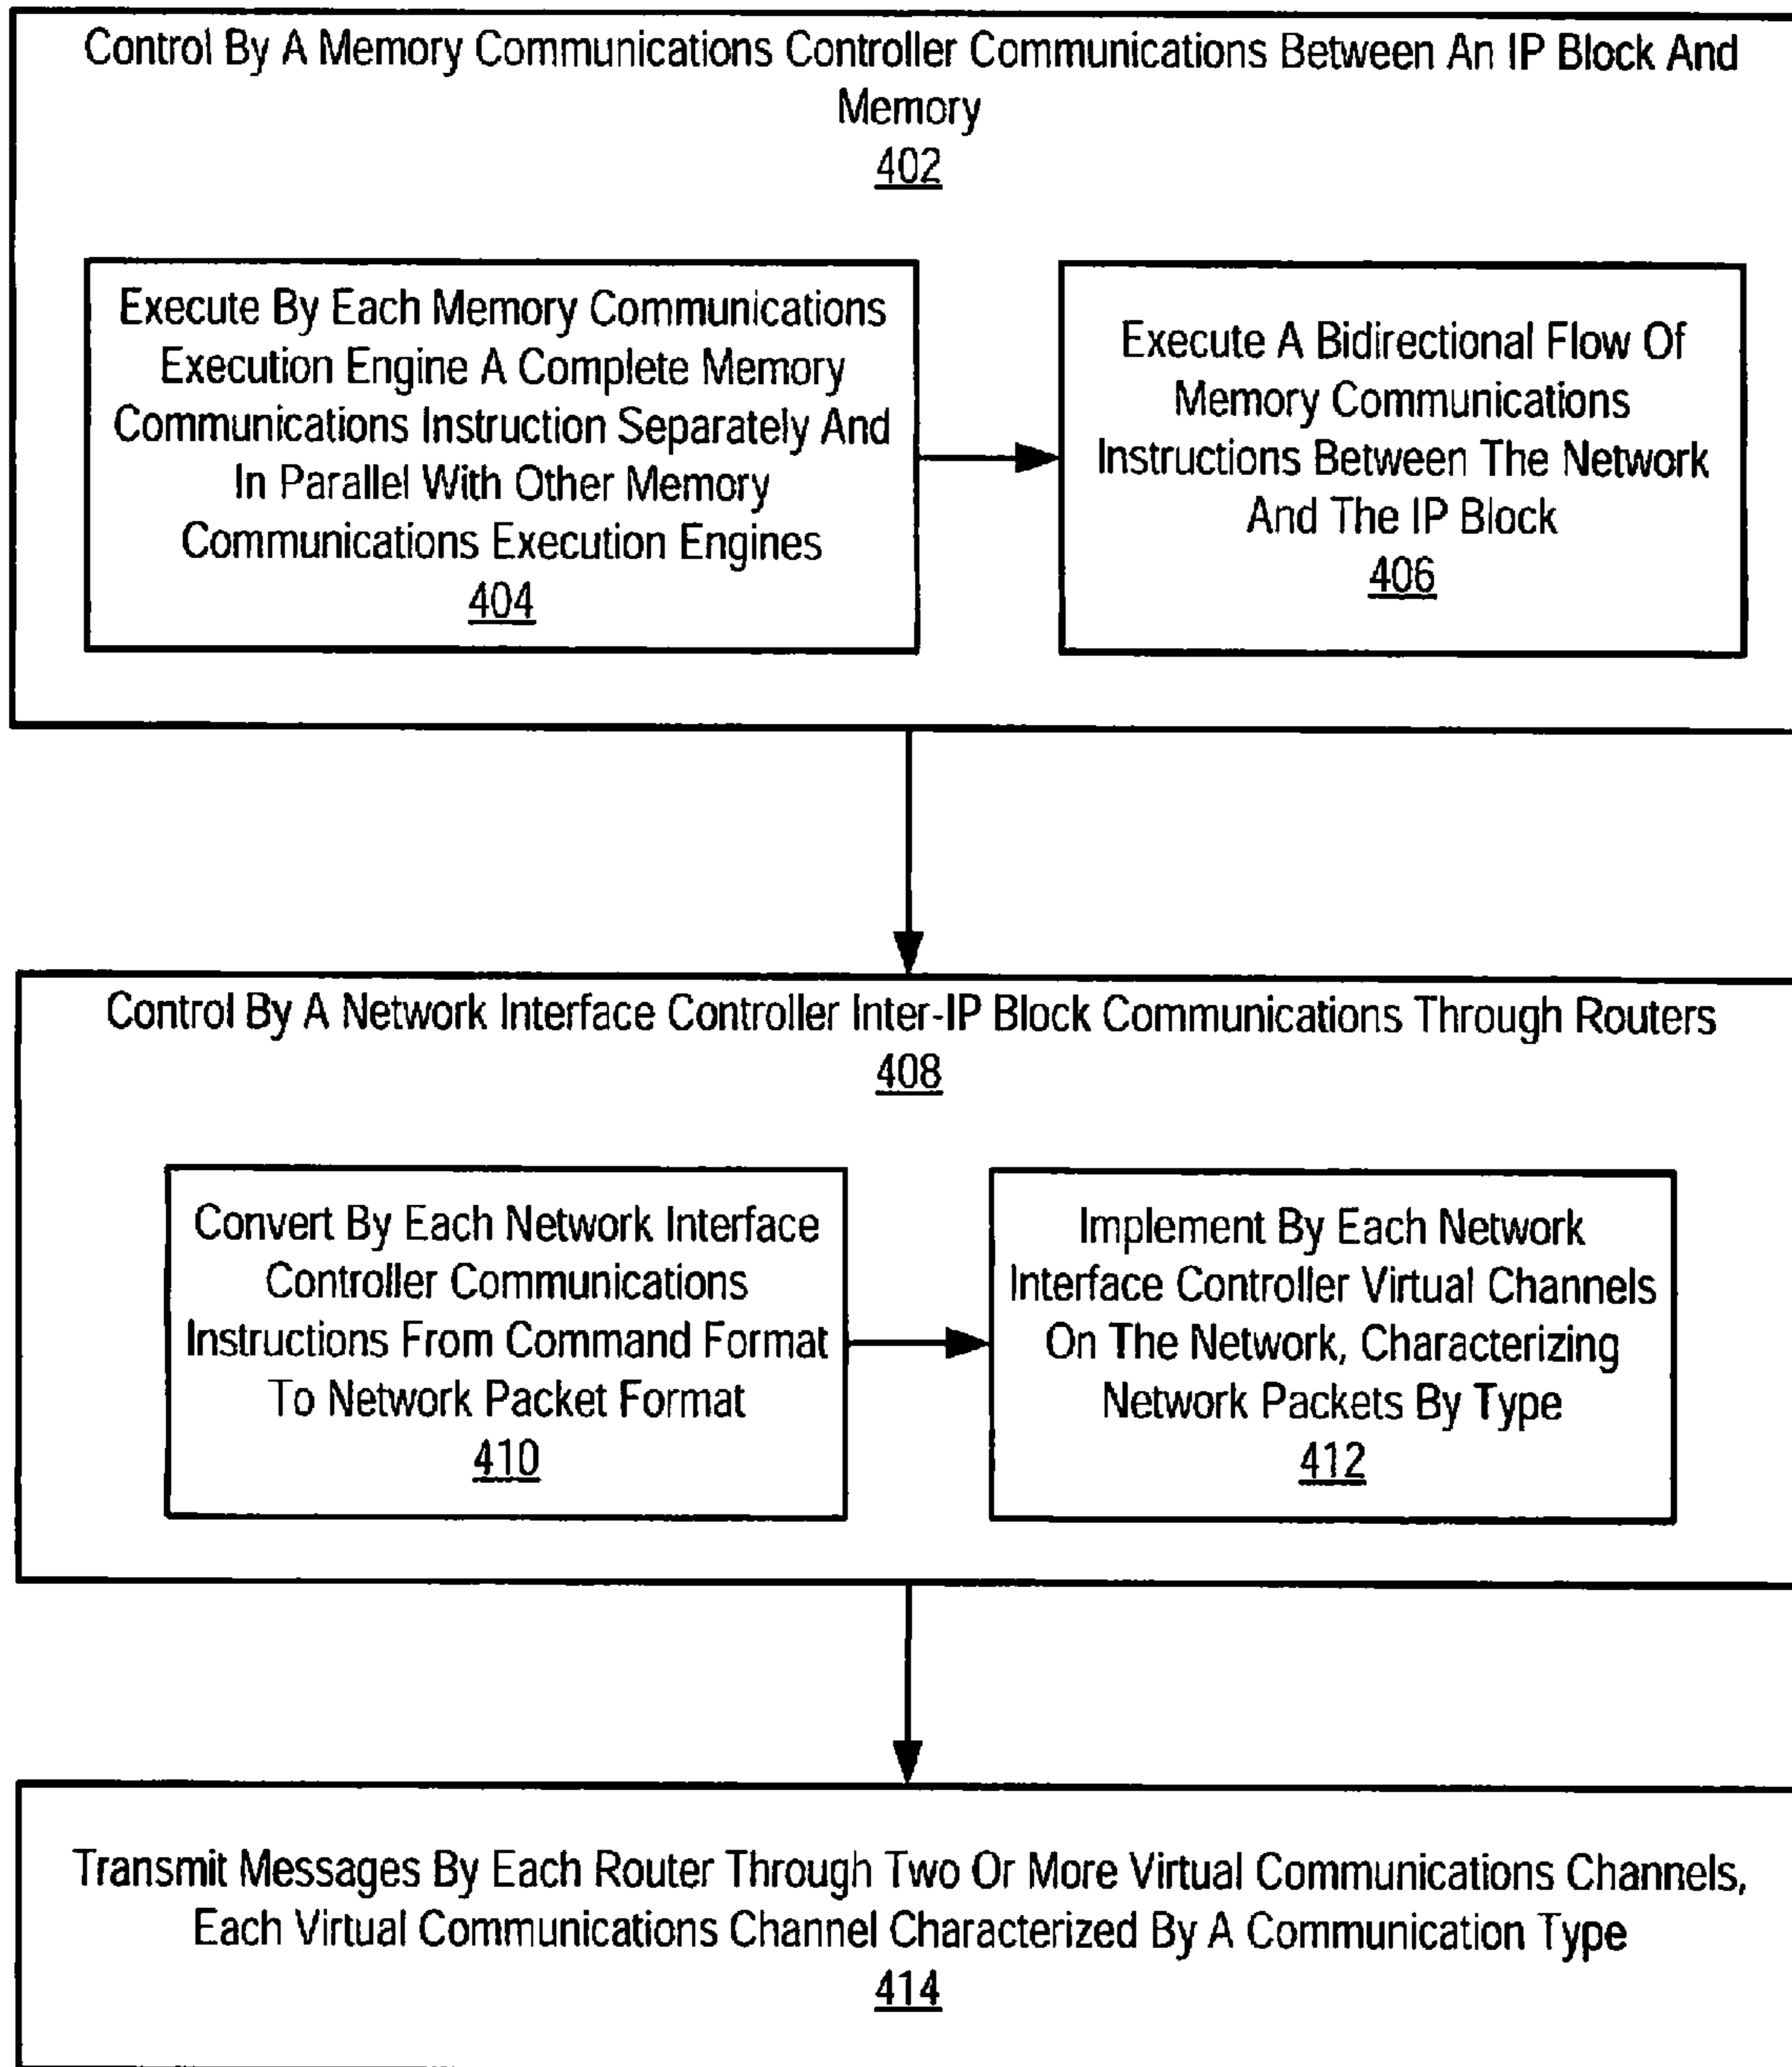 Control By A Memory Communications Controller Communications Between An IP Block And
Memory
402
Execute By Each Memory Communications
Execution Engine A Complete Memory
Communications Instruction Separately And
In Parallel With Other Memory
Communications Execution Engines
404
Execute A Bidirectional Flow Of
Memory Communications
Instructions Between The Network
And The IP Block
406
Control By A Network Interface Controller Inter-IP Block Communications Through Routers
408
Convert By Each Network Interface
Controller Communications
Instructions From Command Format
To Network Packet Format
410
Implement By Each Network
Interface Controller Virtual Channels
On The Network, Characterizing
Network Packets By Type
412
Transmit Messages By Each Router Through Two Or More Virtual Communications Channels,
Each Virtual Communications Channel Characterized By A Communication Type
414